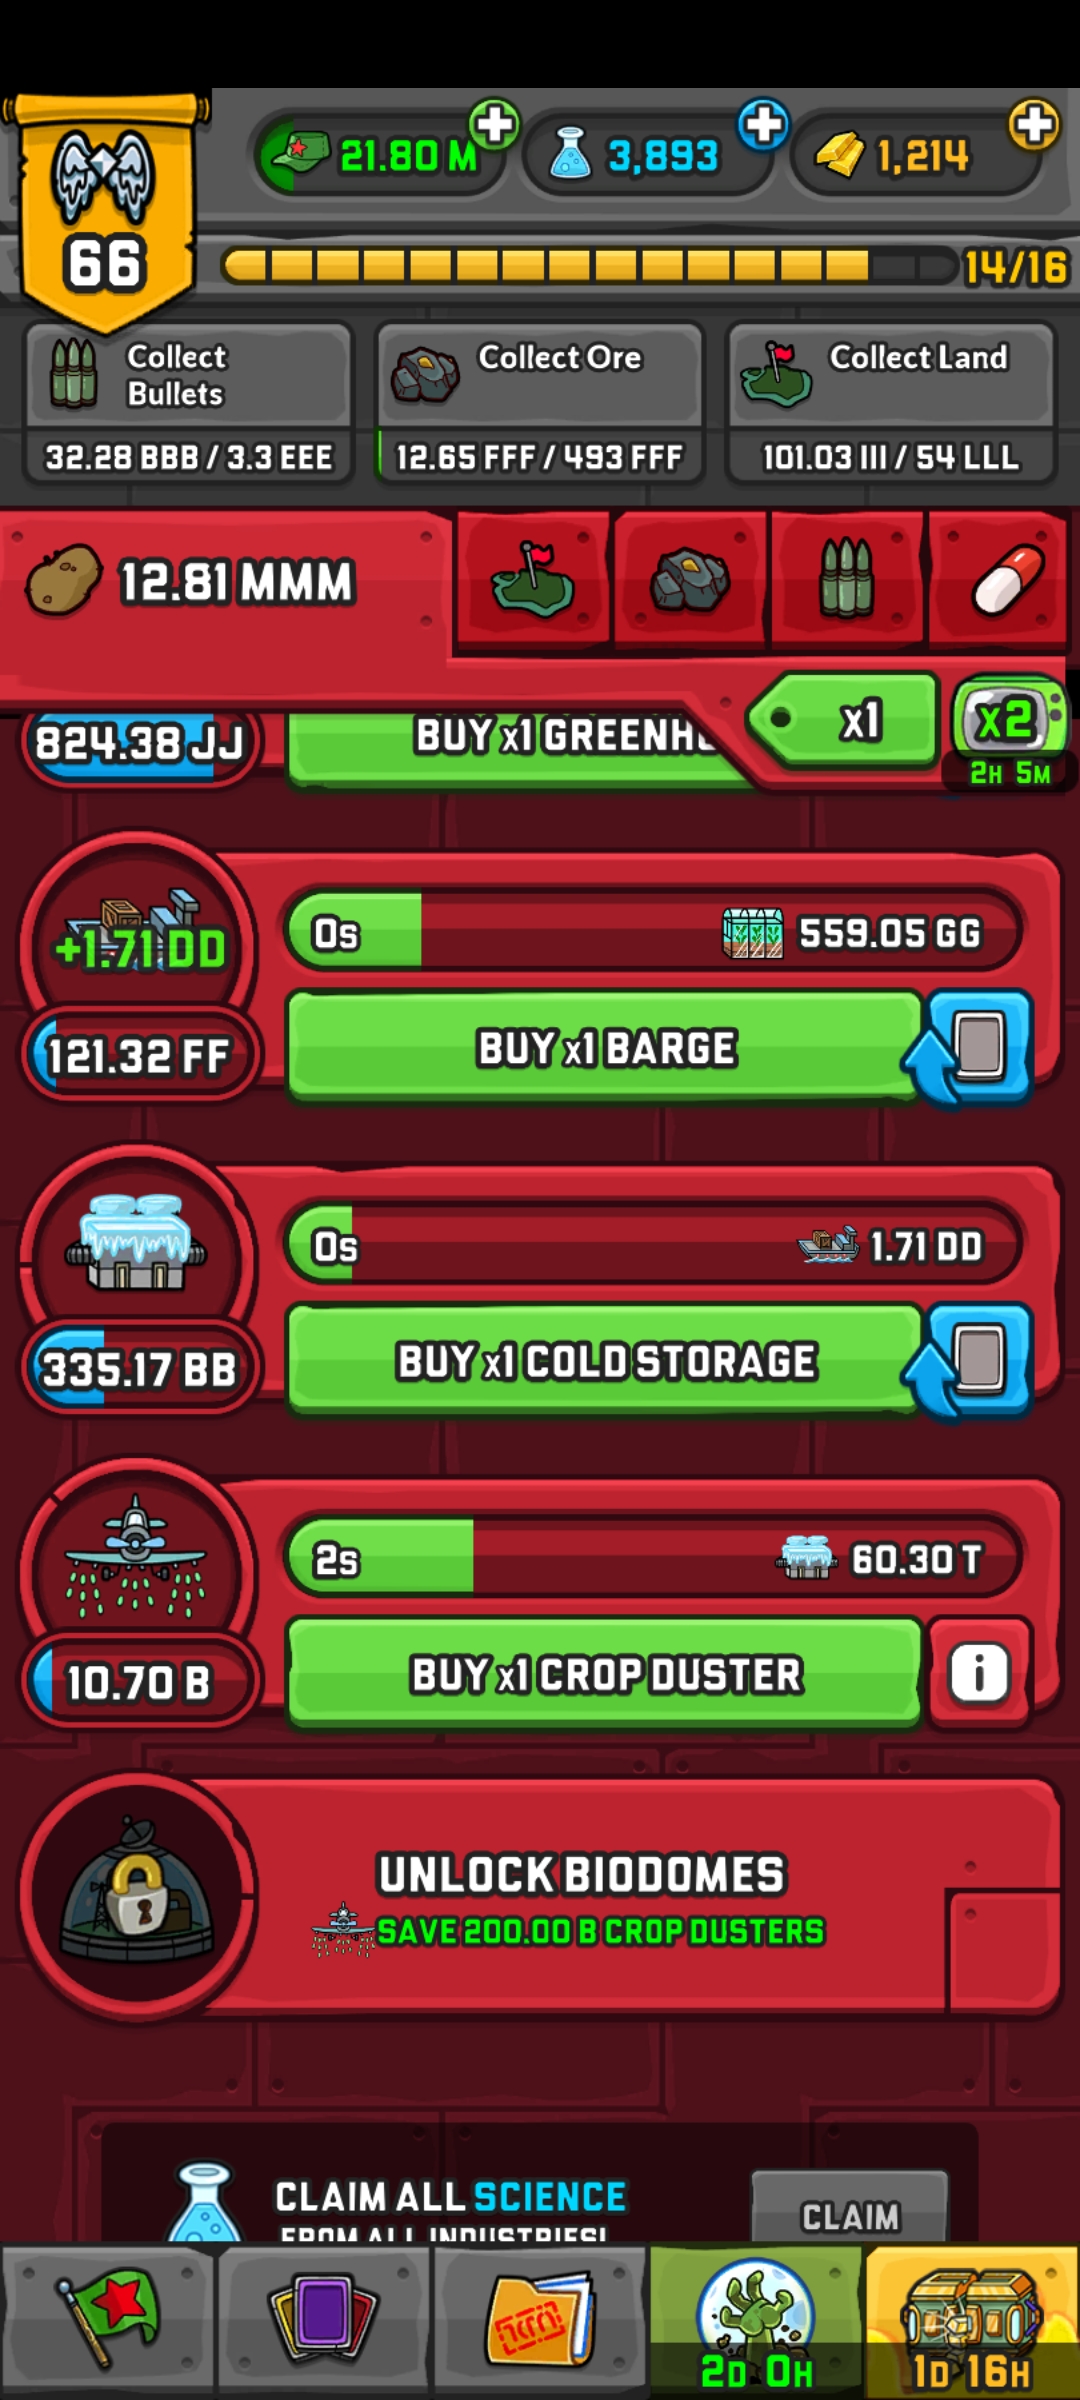 21.80 M
3,893
1,214
66
14/16
Collect
Bullets
Collect Ore
Collect Land
32.28 BBB / 3.3 EEE
12.65 FFF / 493 FFF
101.03 III / 54 LLL
12.81 MMM
x1
x2
2H 5M
824.38 JJ
BUY x1 GREENHO
+1.71 DD
0s
559.05 GG
121.32 FF
BUY x1 BARGE
0s
1.71 DD
335.17 BB
BUY x1 COLD STORAGE
2s
60.30 T
10.70 B
BUY x1 CROP DUSTER
i
UNLOCK BIODOMES
SAVE 200.00 B CROP DUSTERS
CLAIM ALL SCIENCE
FROM ALL INDUSTRIES!
CLAIM
2D 0H
1D 16H